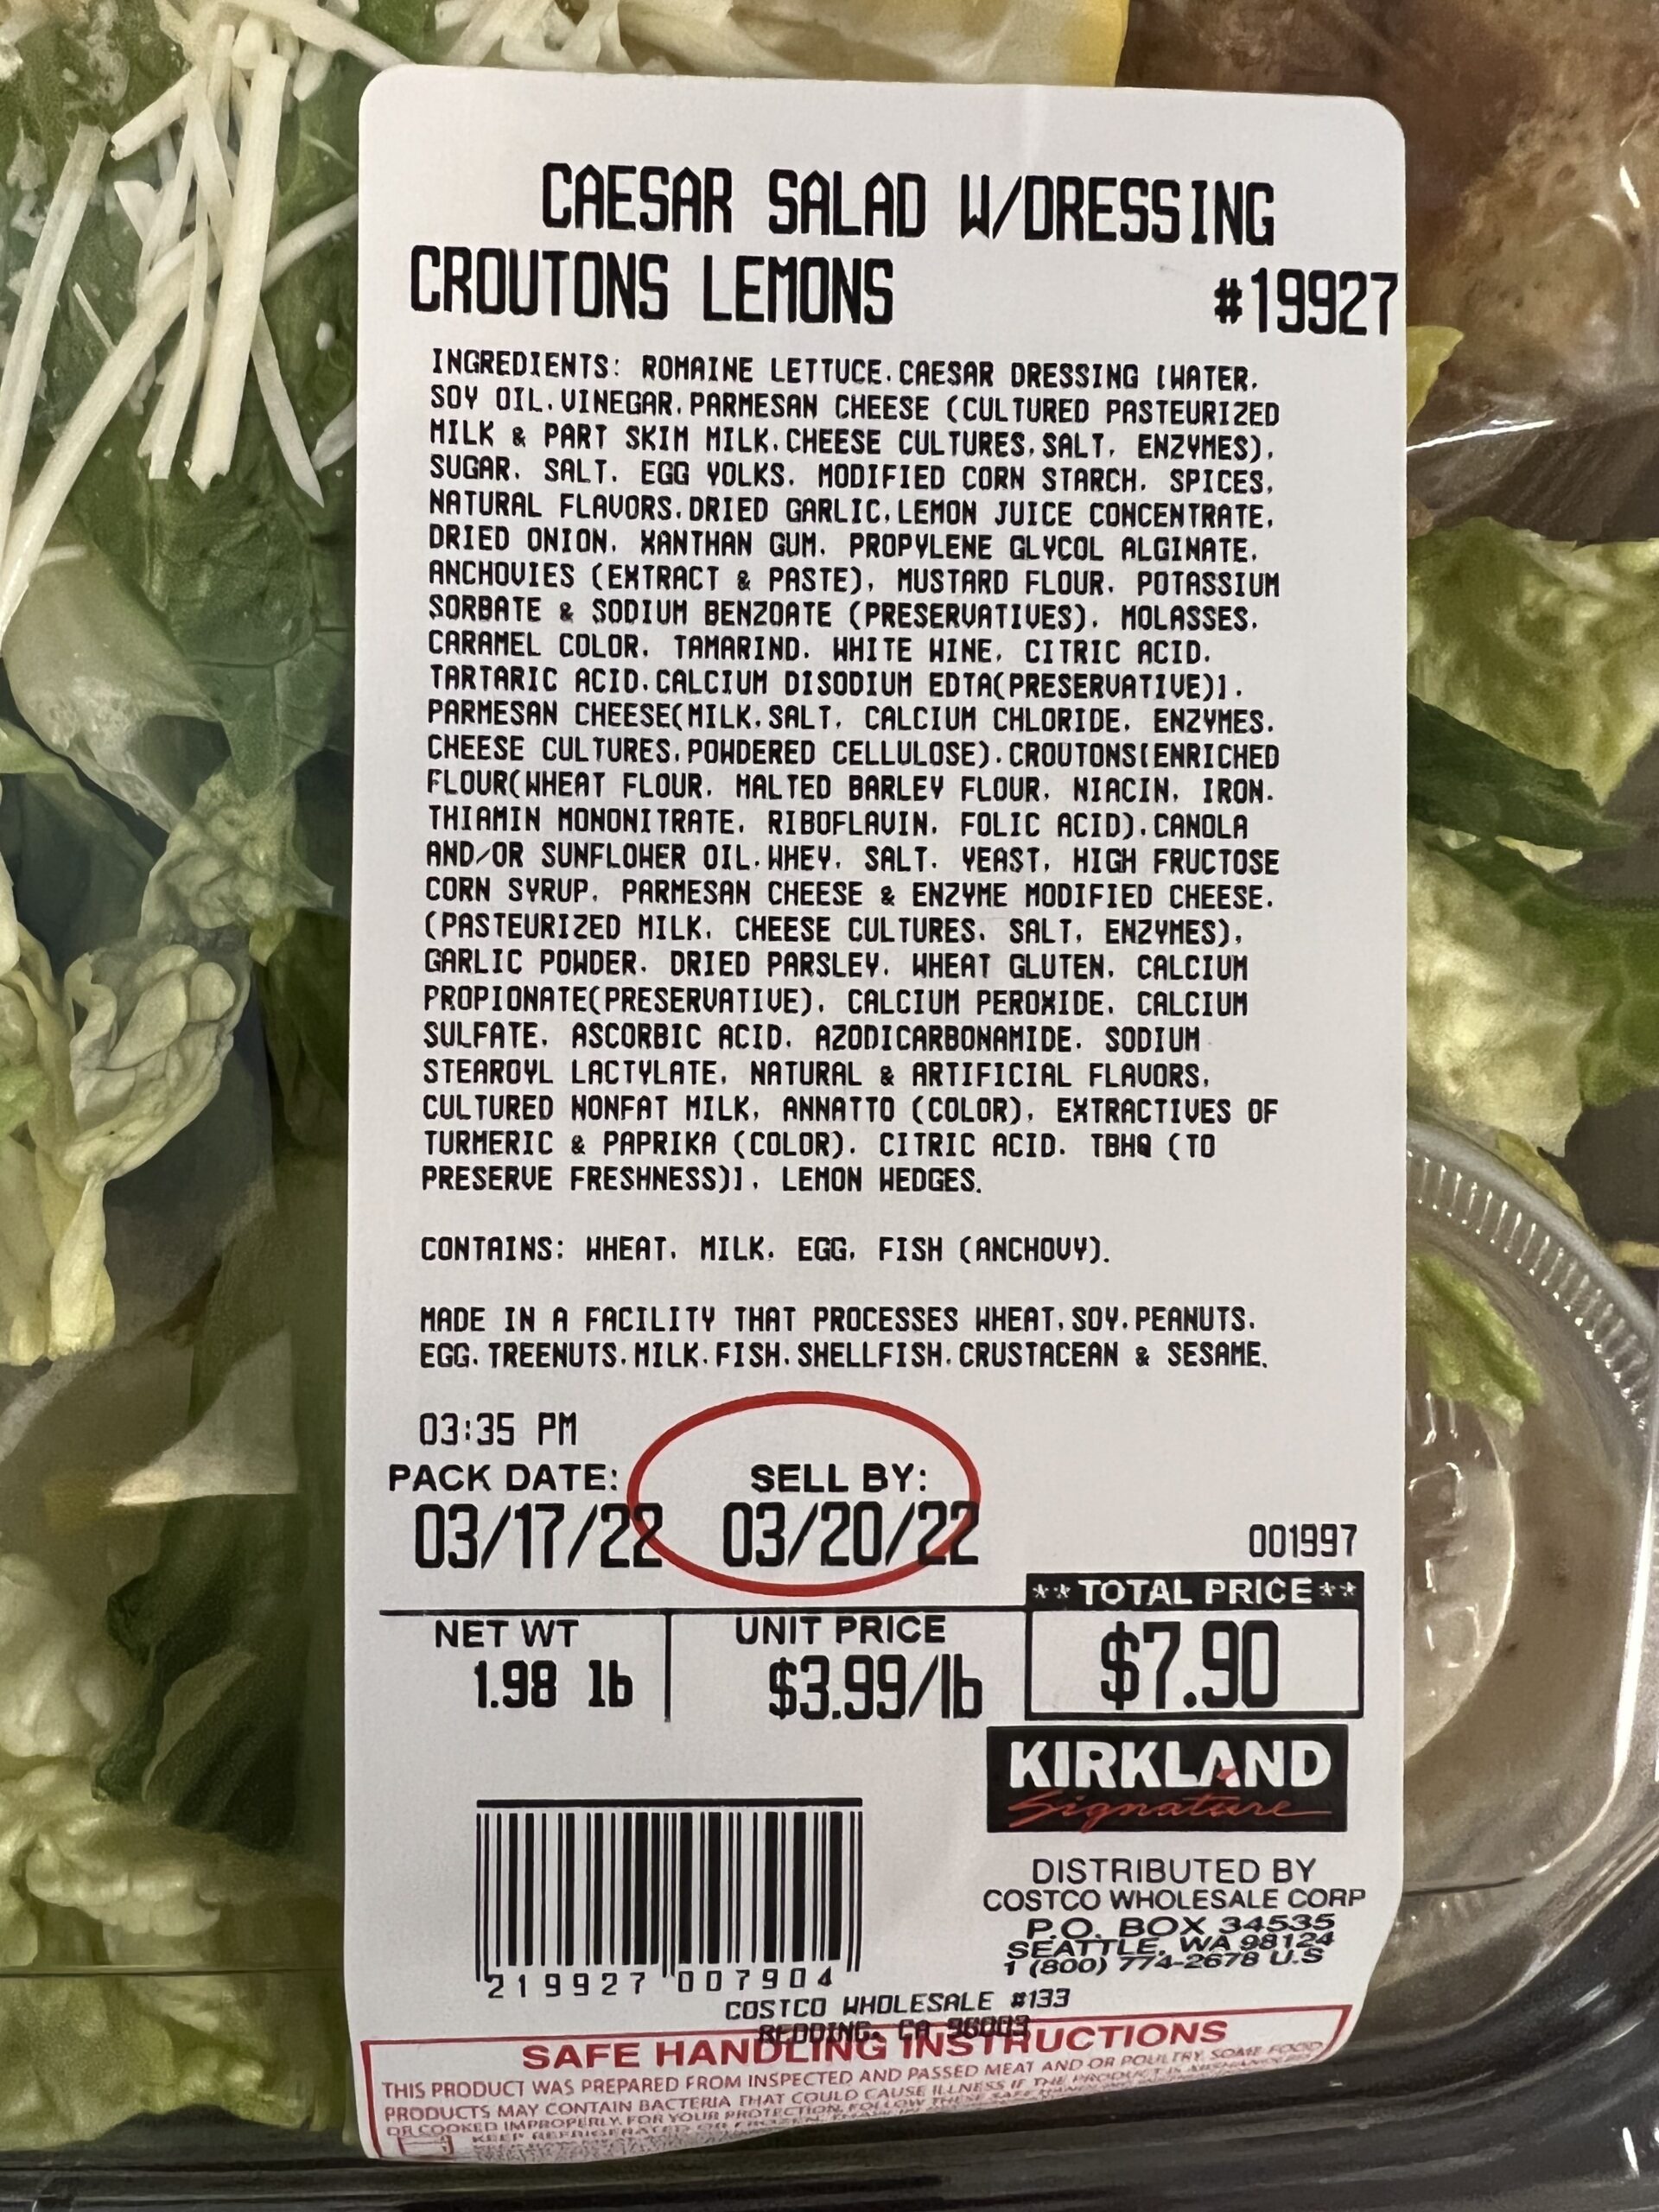 CAESAR SALAD W/DRESSING
CROUTONS LEMONS #19927
INGREDIENTS: ROMAINE LETTUCE,CAESAR DRESSING [WATER,
SOY OIL,VINEGAR,PARMESAN CHEESE (CULTURED PASTEURIZED
MILK & PART SKIM MILK,CHEESE CULTURES,SALT, ENZYMES),
SUGAR, SALT, EGG YOLKS, MODIFIED CORN STARCH, SPICES,
NATURAL FLAVORS,DRIED GARLIC,LEMON JUICE CONCENTRATE,
DRIED ONION, XANTHAN GUM, PROPYLENE GLYCOL ALGINATE,
ANCHOVIES (EXTRACT & PASTE), MUSTARD FLOUR, POTASSIUM
SORBATE & SODIUM BENZOATE (PRESERVATIVES), MOLASSES,
CARAMEL COLOR, TAMARIND, WHITE WINE, CITRIC ACID,
TARTARIC ACID,CALCIUM DISODIUM EDTA(PRESERVATIVE)],
PARMESAN CHEESE(MILK,SALT, CALCIUM CHLORIDE, ENZYMES,
CHEESE CULTURES,POWDERED CELLULOSE),CROUTONS[ENRICHED
FLOUR(WHEAT FLOUR, MALTED BARLEY FLOUR, NIACIN, IRON,
THIAMIN MONONITRATE, RIBOFLAVIN, FOLIC ACID),CANOLA
AND/OR SUNFLOWER OIL,WHEY, SALT, YEAST, HIGH FRUCTOSE
CORN SYRUP, PARMESAN CHEESE & ENZYME MODIFIED CHEESE,
(PASTEURIZED MILK, CHEESE CULTURES, SALT, ENZYMES),
GARLIC POWDER, DRIED PARSLEY, WHEAT GLUTEN, CALCIUM
PROPIONATE(PRESERVATIVE), CALCIUM PEROXIDE, CALCIUM
SULFATE, ASCORBIC ACID, AZODICARBONAMIDE, SODIUM
STEAROYL LACTYLATE, NATURAL & ARTIFICIAL FLAVORS,
CULTURED NONFAT MILK, ANNATTO (COLOR), EXTRACTIVES OF
TURMERIC & PAPRIKA (COLOR), CITRIC ACID, TBHQ (TO
PRESERVE FRESHNESS)], LEMON WEDGES.
CONTAINS: WHEAT, MILK, EGG, FISH (ANCHOVY).
MADE IN A FACILITY THAT PROCESSES WHEAT,SOY,PEANUTS,
EGG,TREENUTS,MILK,FISH,SHELLFISH,CRUSTACEAN & SESAME.
03:35 PM
PACK DATE: SELL BY:
03/17/22 03/20/22 001997
**TOTAL PRICE**
NET WT UNIT PRICE
1.98 lb $3.99/lb $7.90
KIRKLAND
Signature
DISTRIBUTED BY
COSTCO WHOLESALE CORP
P.O. BOX 34535
SEATTLE, WA 98124
1 (800) 774-2678 U.S
219927 007904
COSTCO WHOLESALE #133
REDDING, CA 96003
SAFE HANDLING INSTRUCTIONS
THIS PRODUCT WAS PREPARED FROM INSPECTED AND PASSED MEAT AND/OR POULTRY. SOME FOOD
PRODUCTS MAY CONTAIN BACTERIA THAT COULD CAUSE ILLNESS IF THE PRODUCT IS MISHANDLED
OR COOKED IMPROPERLY. FOR YOUR PROTECTION, FOLLOW THESE SAFE
KEEP REFRIGERATED OR FROZEN.